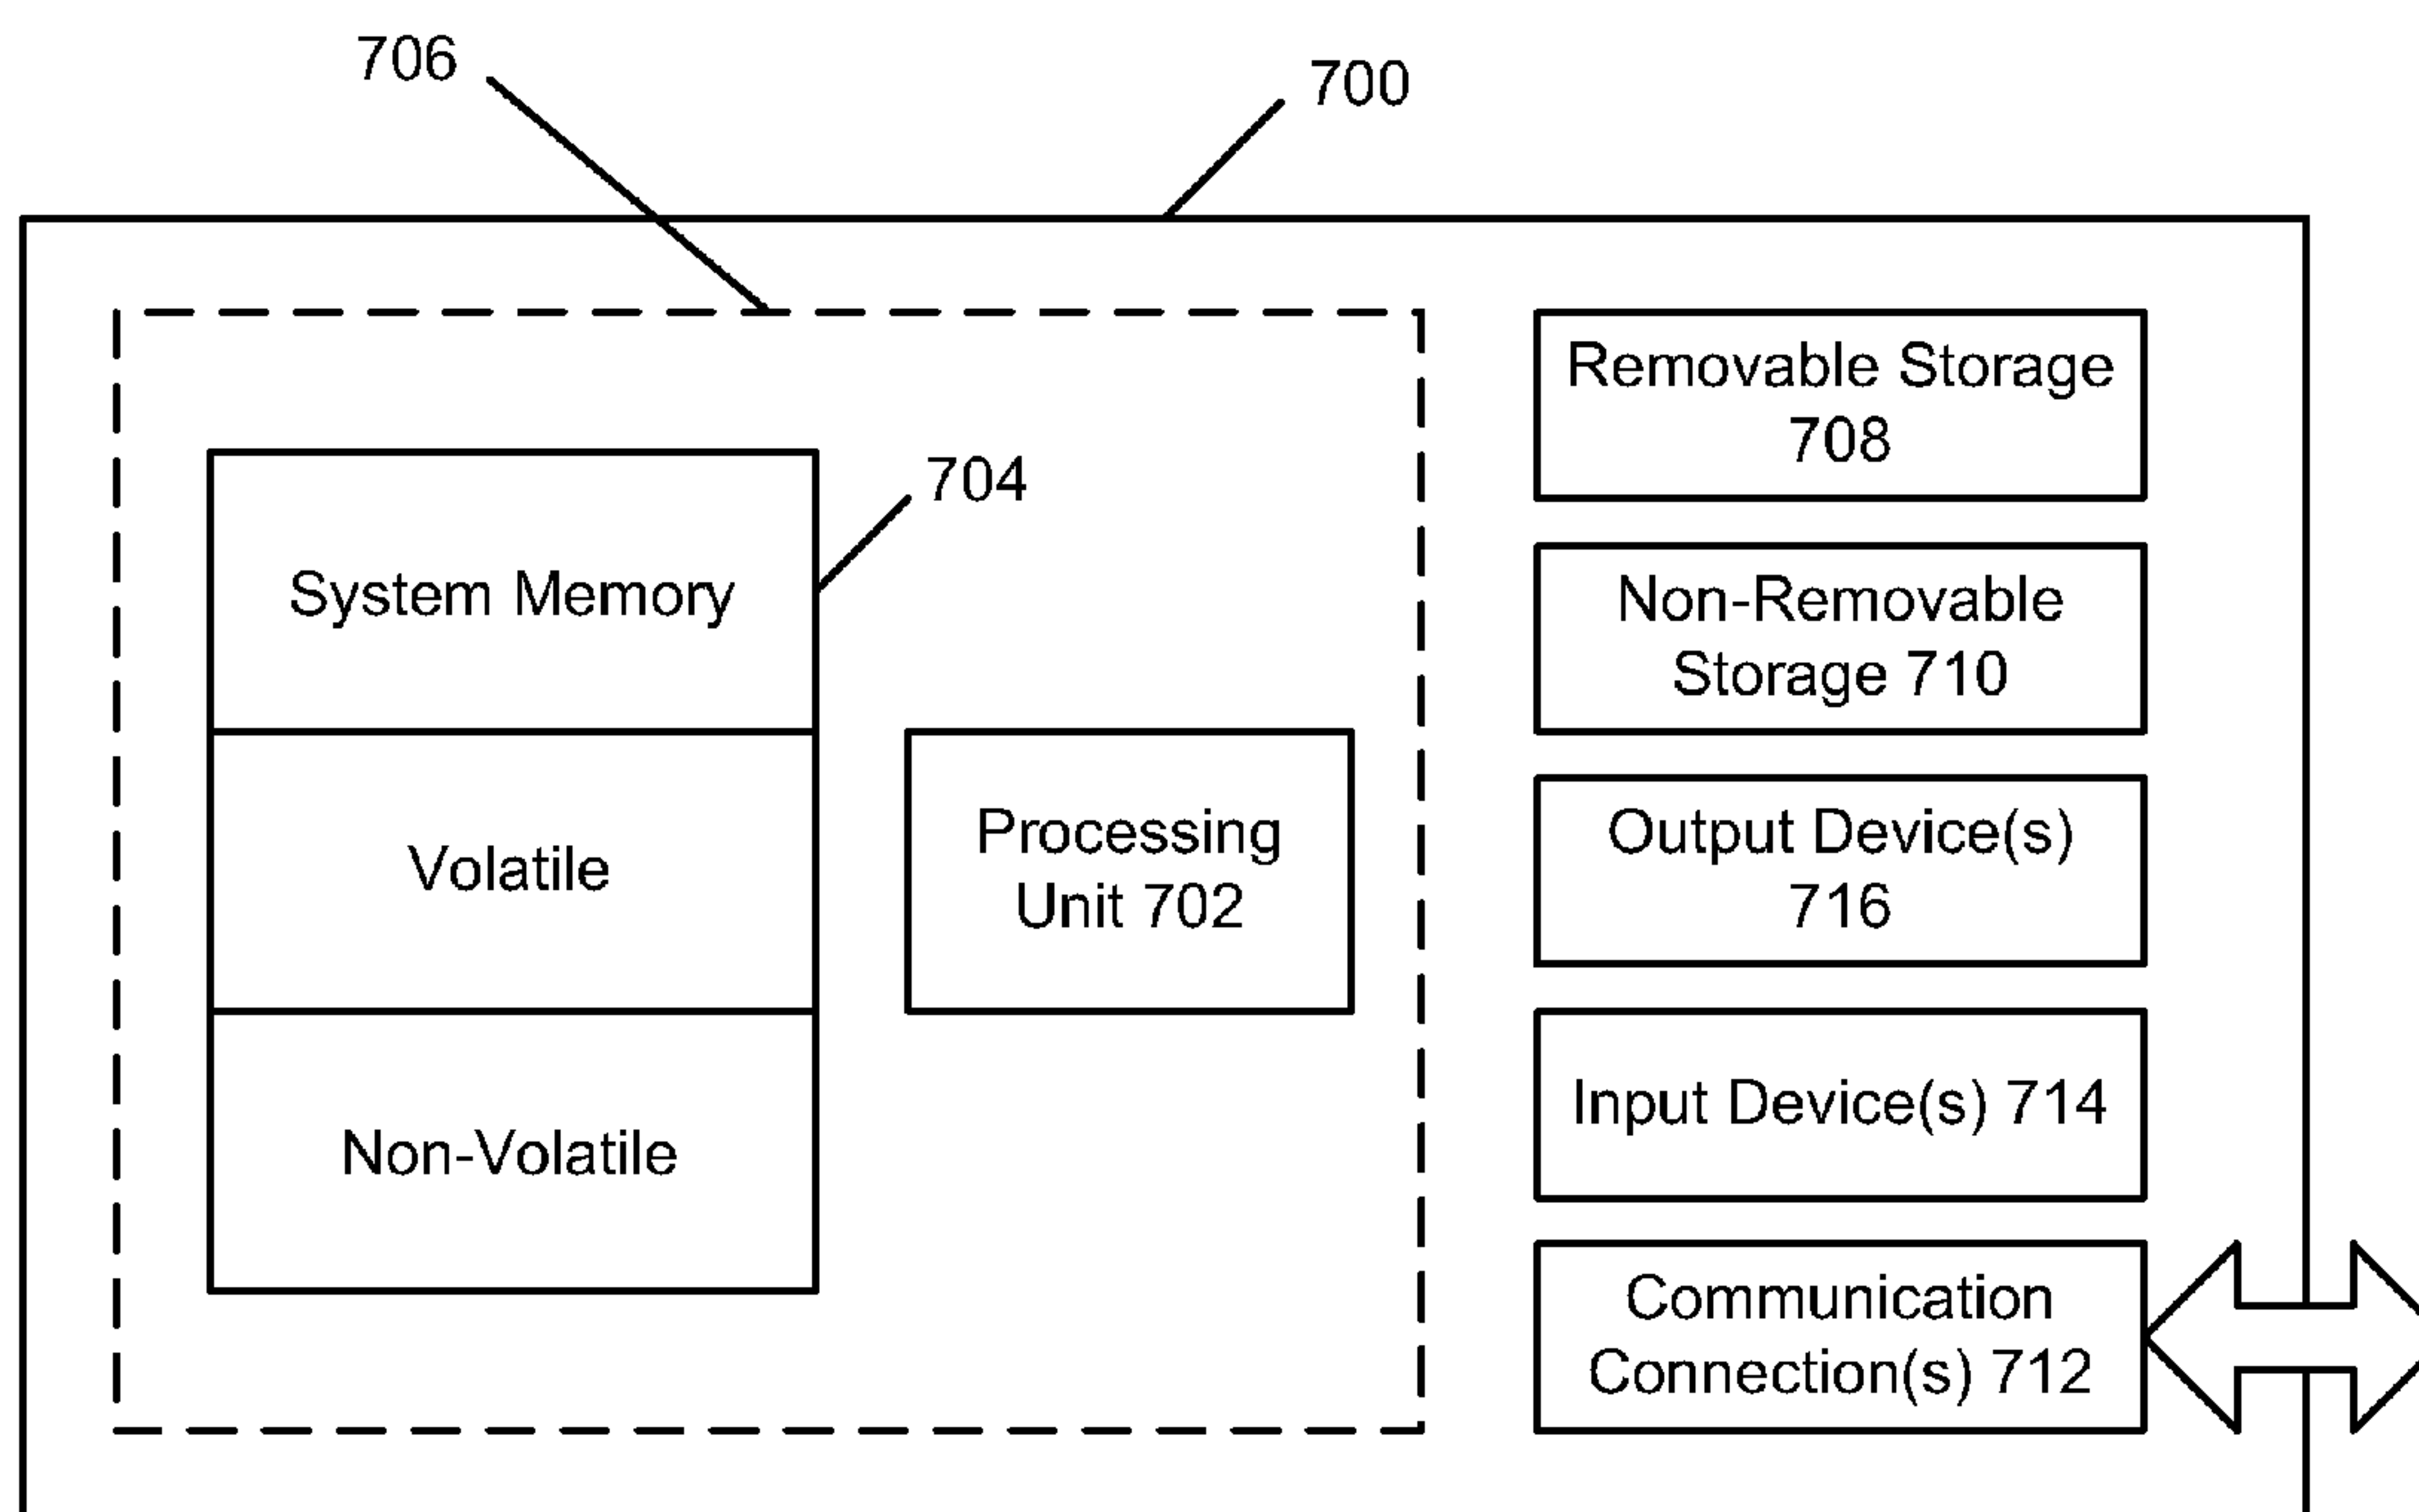 706
700
704
System Memory
Volatile
Non-Volatile
Processing
Unit 702
Removable Storage
708
Non-Removable
Storage 710
Output Device(s)
716
Input Device(s) 714
Communication
Connection(s) 712